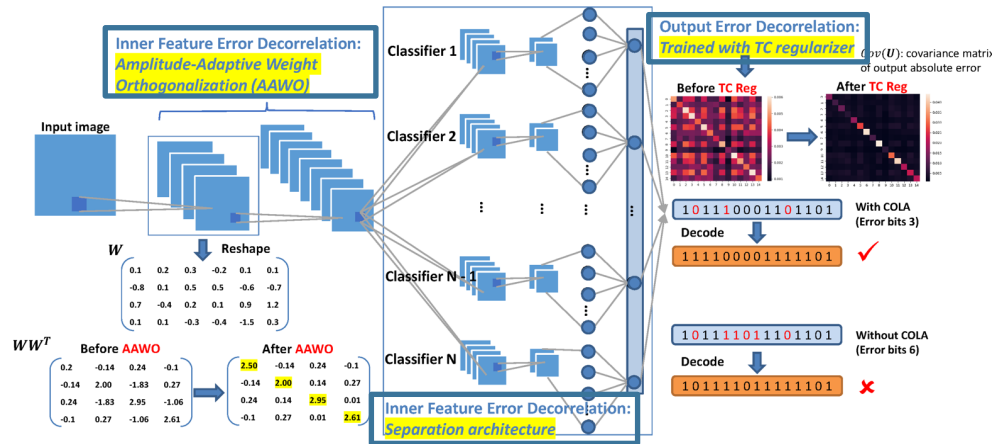 Inner Feature Error Decorrelation:
Amplitude-Adaptive Weight
Orthogonalization (AAWO)
Input image
W
Reshape
0.1 0.2 0.3 -0.2 0.1 0.1
-0.8 0.1 0.5 0.5 -0.6 -0.7
0.7 -0.4 0.2 0.1 0.9 1.2
0.1 0.1 -0.3 -0.4 -1.5 0.3
WW^T
Before AAWO
0.2 -0.14 0.24 -0.1
-0.14 2.00 -1.83 0.27
0.24 -1.83 2.95 -1.06
-0.1 0.27 -1.06 2.61
After AAWO
2.50 -0.14 0.24 -0.1
-0.14 2.00 0.14 0.27
0.24 0.14 2.95 0.01
-0.1 0.27 0.01 2.61
Classifier 1
Classifier 2
Classifier N - 1
Classifier N
Inner Feature Error Decorrelation:
Separation architecture
Output Error Decorrelation:
Trained with TC regularizer
(U): covariance matrix
of output absolute error
Before TC Reg
After TC Reg
1 0 1 1 1 0 0 0 1 1 0 1 1 0 1
With COLA
(Error bits 3)
Decode
1 1 1 1 0 0 0 0 1 1 1 1 1 0 1
1 0 1 1 1 1 0 1 1 1 0 1 1 0 1
Without COLA
(Error bits 6)
Decode
1 0 1 1 1 1 0 1 1 1 1 1 1 0 1